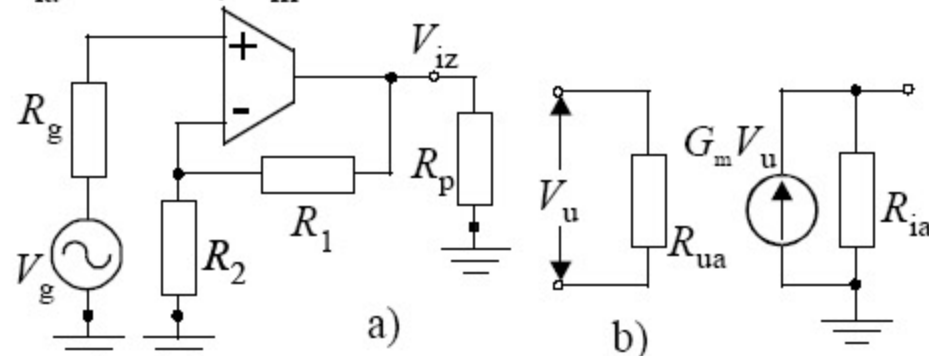 +
-
V_iz
R_g
R_p
R_1
R_2
V_g
a)
V_u
R_ua
G_m V_u
R_ia
b)